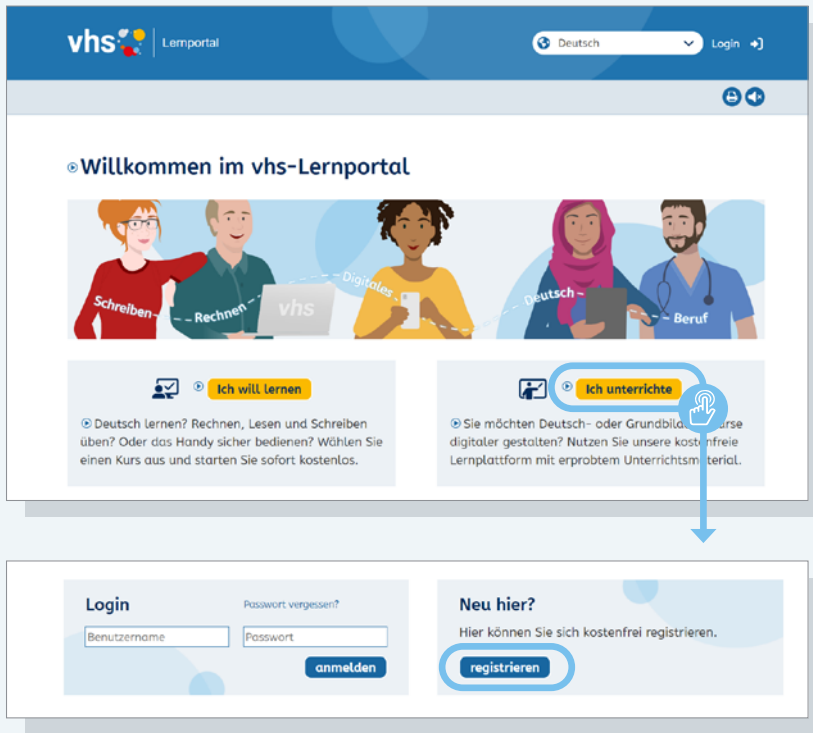 vhs Lernportal
Deutsch
Login
Willkommen im vhs-Lernportal
Schreiben
Rechnen
vhs
Digitales
Deutsch
Beruf
Ich will lernen
Deutsch lernen? Rechnen, Lesen und Schreiben
üben? Oder das Handy sicher bedienen? Wählen Sie
einen Kurs aus und starten Sie sofort kostenlos.
Ich unterrichte
Sie möchten Deutsch- oder
digitaler gestalten? Nutzen Sie unsere kostenfreie
Lernplattform mit erprobtem
Login
Passwort vergessen?
Benutzername
Passwort
anmelden
Neu hier?
Hier können Sie sich kostenfrei registrieren.
registrieren